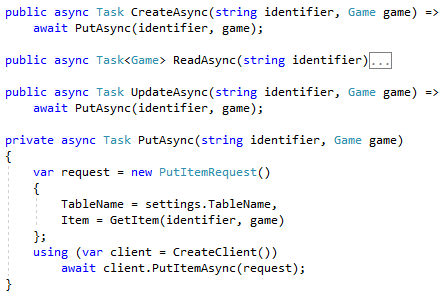 public async Task CreateAsync(string identifier, Game game) =>
    await PutAsync(identifier, game);
public async Task<Game> ReadAsync(string identifier)...
public async Task UpdateAsync(string identifier, Game game) =>
    await PutAsync(identifier, game);
private async Task PutAsync(string identifier, Game game)
{
    var request = new PutItemRequest()
    {
        TableName = settings.TableName,
        Item = GetItem(identifier, game)
    };
    using (var client = CreateClient())
        await client.PutItemAsync(request);
}